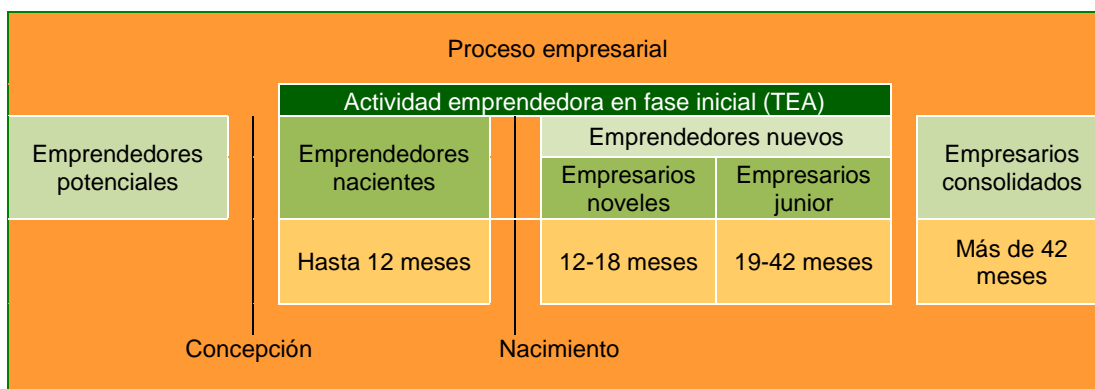 Proceso empresarial
Actividad emprendedora en fase inicial (TEA)
Emprendedores
potenciales
Emprendedores
nacientes
Emprendedores nuevos
Empresarios
noveles
Empresarios
junior
Empresarios
consolidados
Hasta 12 meses
12-18 meses
19-42 meses
Más de 42
meses
Concepción
Nacimiento